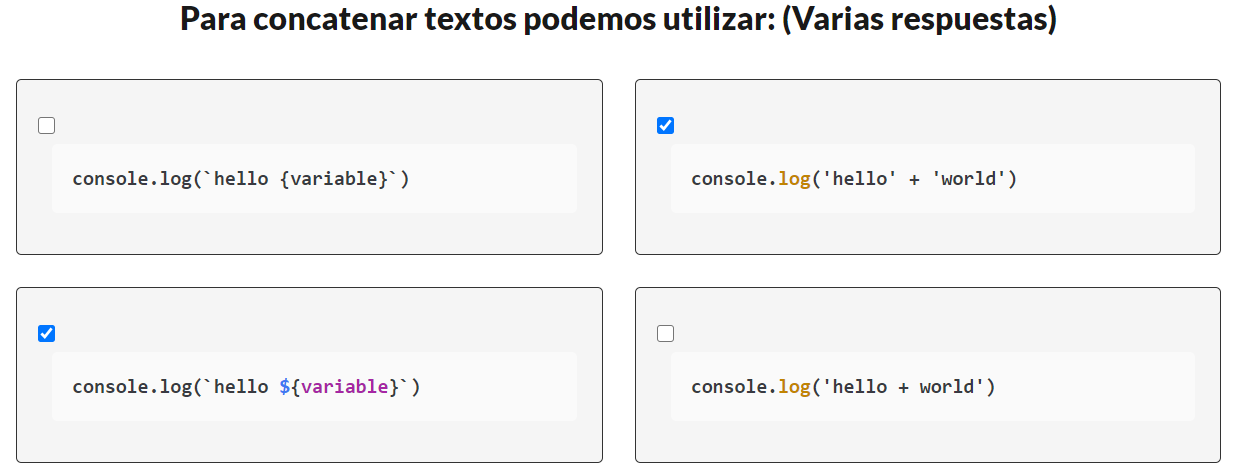 Para concatenar textos podemos utilizar: (Varias respuestas)
console.log(`hello {variable}`)
console.log('hello' + 'world')
console.log(`hello ${variable}`)
console.log('hello + world')